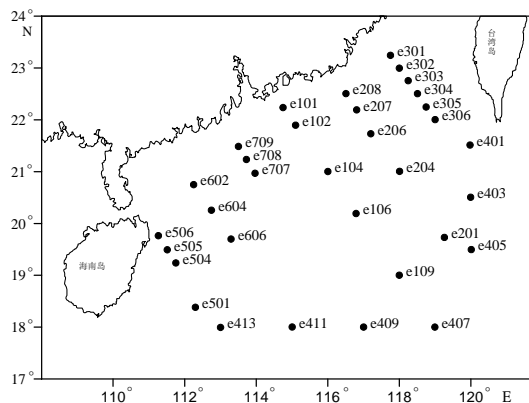 24°
N
台湾岛
e301
23°
e302
e303
e208
e304
e101
e207
e305
22°
e102
e306
e206
e709
e401
e708
21°
e707
e104
e204
e602
e403
e604
e106
20°
e506
e606
e201
e505
e405
海南岛
e504
19°
e109
e501
18°
e413
e411
e409
e407
17°
110°
112°
114°
116°
118°
120°
E